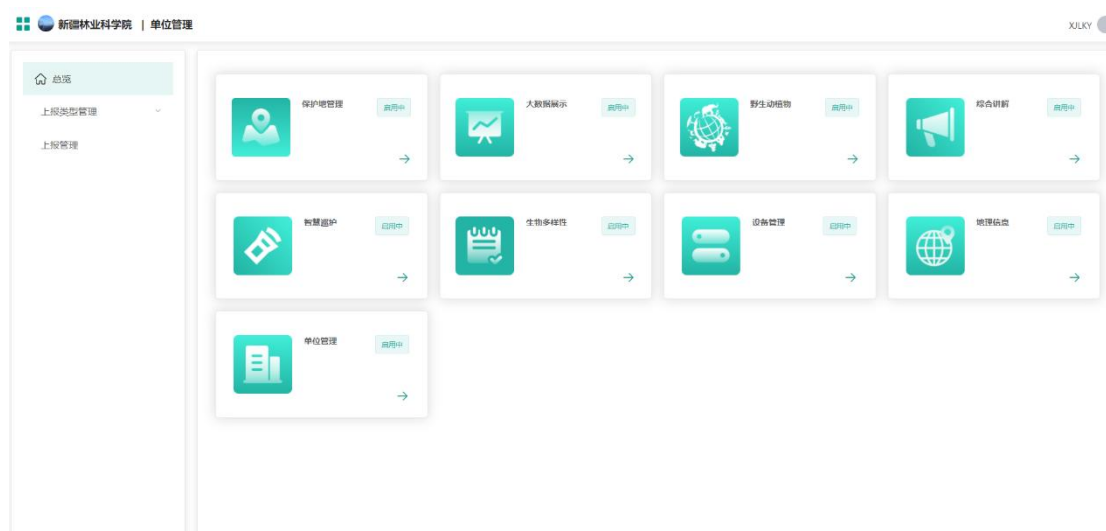 新疆林业科学院 | 单位管理
XJLKY
总览
上报类型管理
上报管理
保护地管理 启用中
大数据展示 启用中
野生动植物 启用中
综合讲解 启用中
智慧巡护 启用中
生物多样性 启用中
设备管理 启用中
地理信息 启用中
单位管理 启用中